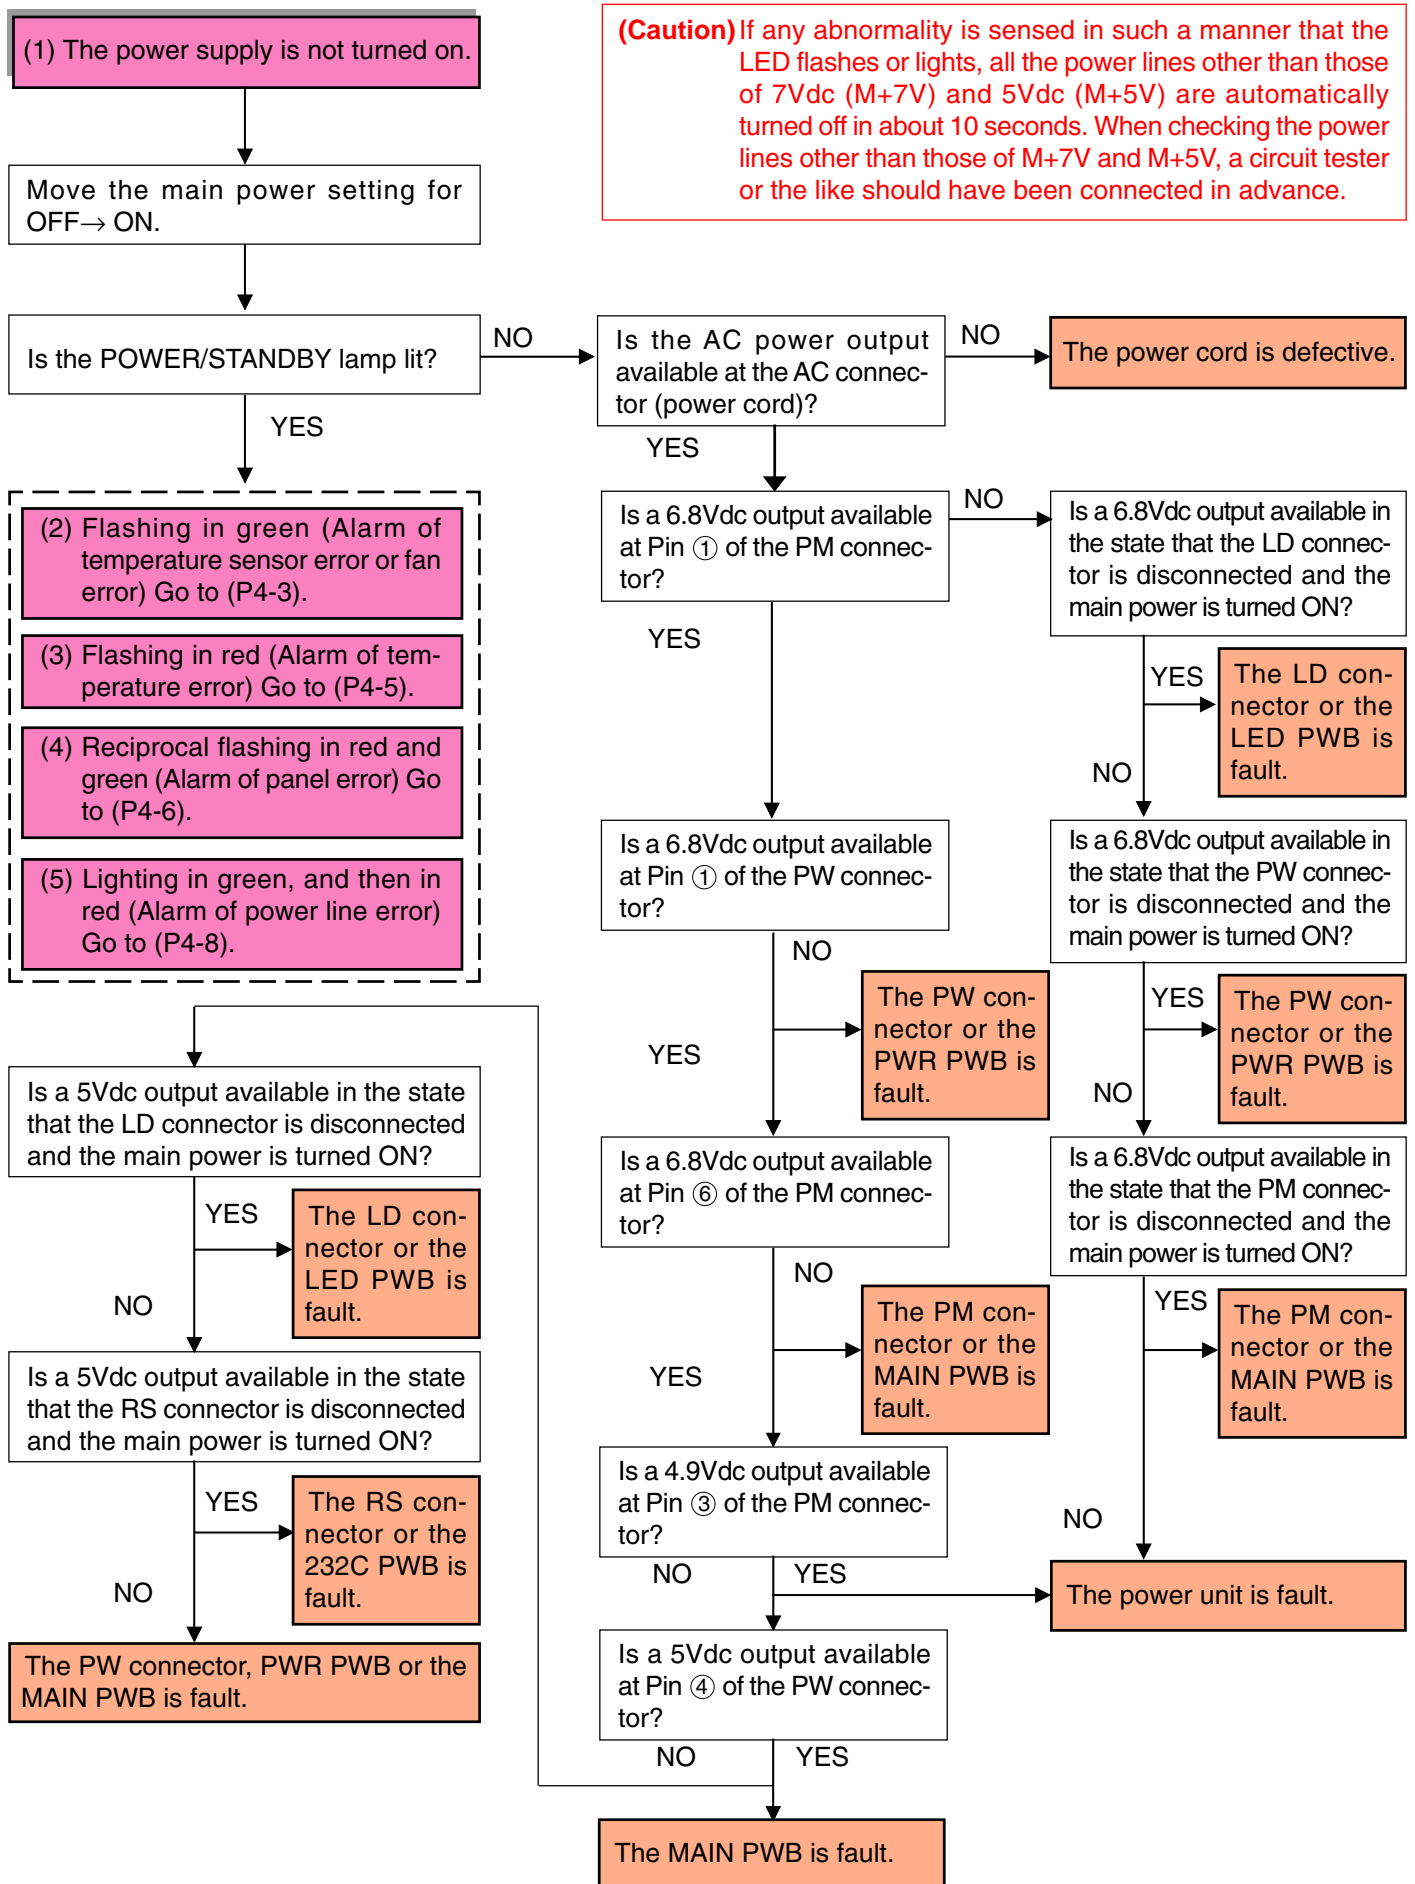 (1) The power supply is not turned on.
(Caution) If any abnormality is sensed in such a manner that the
LED flashes or lights, all the power lines other than those
of 7Vdc (M+7V) and 5Vdc (M+5V) are automatically
turned off in about 10 seconds. When checking the power
lines other than those of M+7V and M+5V, a circuit tester
or the like should have been connected in advance.
Move the main power setting for
OFF→ ON.
Is the POWER/STANDBY lamp lit?
NO
Is the AC power output
available at the AC connec-
tor (power cord)?
NO
The power cord is defective.
YES
YES
(2) Flashing in green (Alarm of
temperature sensor error or fan
error) Go to (P4-3).
(3) Flashing in red (Alarm of tem-
perature error) Go to (P4-5).
(4) Reciprocal flashing in red and
green (Alarm of panel error) Go
to (P4-6).
(5) Lighting in green, and then in
red (Alarm of power line error)
Go to (P4-8).
Is a 6.8Vdc output available
at Pin ① of the PM connec-
tor?
NO
Is a 6.8Vdc output available in
the state that the LD connec-
tor is disconnected and the
main power is turned ON?
YES
YES
The LD con-
nector or the
LED PWB is
fault.
NO
Is a 6.8Vdc output available
at Pin ① of the PW connec-
tor?
Is a 6.8Vdc output available in
the state that the PW connec-
tor is disconnected and the
main power is turned ON?
NO
The PW con-
nector or the
PWR PWB is
fault.
YES
YES
The PW con-
nector or the
PWR PWB is
fault.
NO
Is a 6.8Vdc output available
at Pin ⑥ of the PM connec-
tor?
Is a 6.8Vdc output available in
the state that the PM connec-
tor is disconnected and the
main power is turned ON?
NO
The PM con-
nector or the
MAIN PWB is
fault.
YES
YES
The PM con-
nector or the
MAIN PWB is
fault.
NO
Is a 4.9Vdc output available
at Pin ③ of the PM connec-
tor?
NO
YES
The power unit is fault.
Is a 5Vdc output available
at Pin ④ of the PW connec-
tor?
NO
YES
The MAIN PWB is fault.
Is a 5Vdc output available in the state
that the LD connector is disconnected
and the main power is turned ON?
YES
The LD con-
nector or the
LED PWB is
fault.
NO
Is a 5Vdc output available in the state
that the RS connector is disconnected
and the main power is turned ON?
YES
The RS con-
nector or the
232C PWB is
fault.
NO
The PW connector, PWR PWB or the
MAIN PWB is fault.